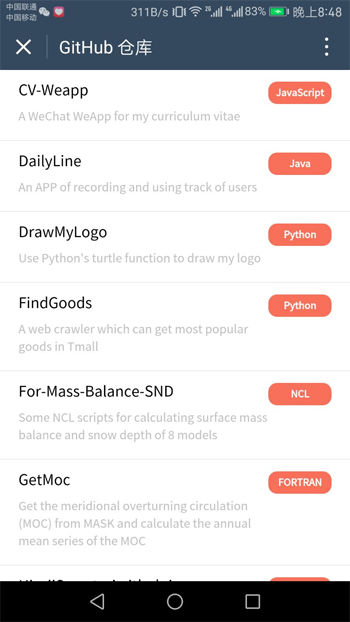 中国联通
中国移动
311B/s 2G 4G 83% 晚上8:48
GitHub 仓库
CV-Weapp
JavaScript
A WeChat WeApp for my curriculum vitae
DailyLine
Java
An APP of recording and using track of users
DrawMyLogo
Python
Use Python's turtle function to draw my logo
FindGoods
Python
A web crawler which can get most popular
goods in Tmall
For-Mass-Balance-SND
NCL
Some NCL scripts for calculating surface mass
balance and snow depth of 8 models
GetMoc
FORTRAN
Get the meridional overturning circulation
(MOC) from MASK and calculate the annual
mean series of the MOC